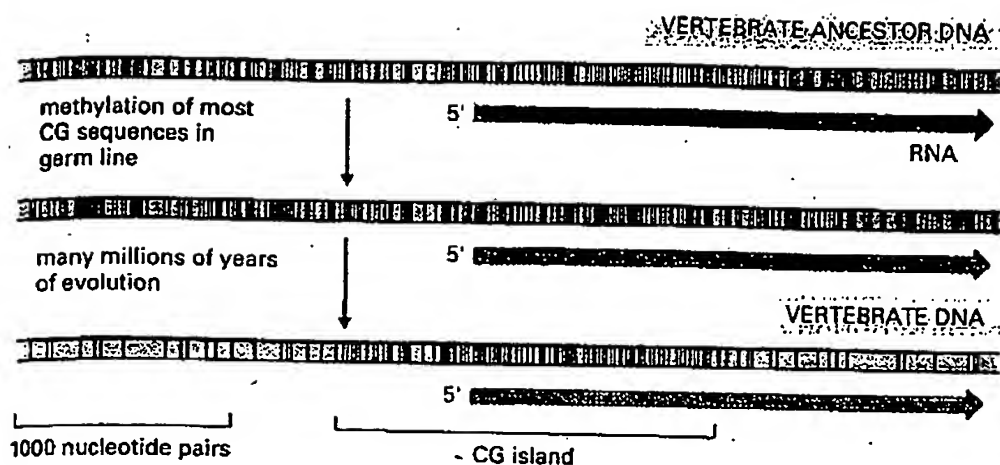 VERTEBRATE ANCESTOR DNA
methylation of most
CG sequences in
germ line
5'
RNA
many millions of years
of evolution
5'
VERTEBRATE DNA
5'
1000 nucleotide pairs
CG island